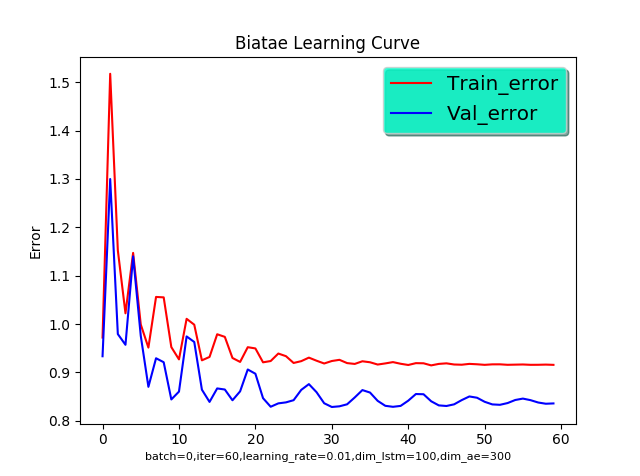 Biatae Learning Curve
Train_error
Val_error
Error
1.5
1.4
1.3
1.2
1.1
1.0
0.9
0.8
0 10 20 30 40 50 60
batch=0,iter=60,learning_rate=0.01,dim_lstm=100,dim_ae=300